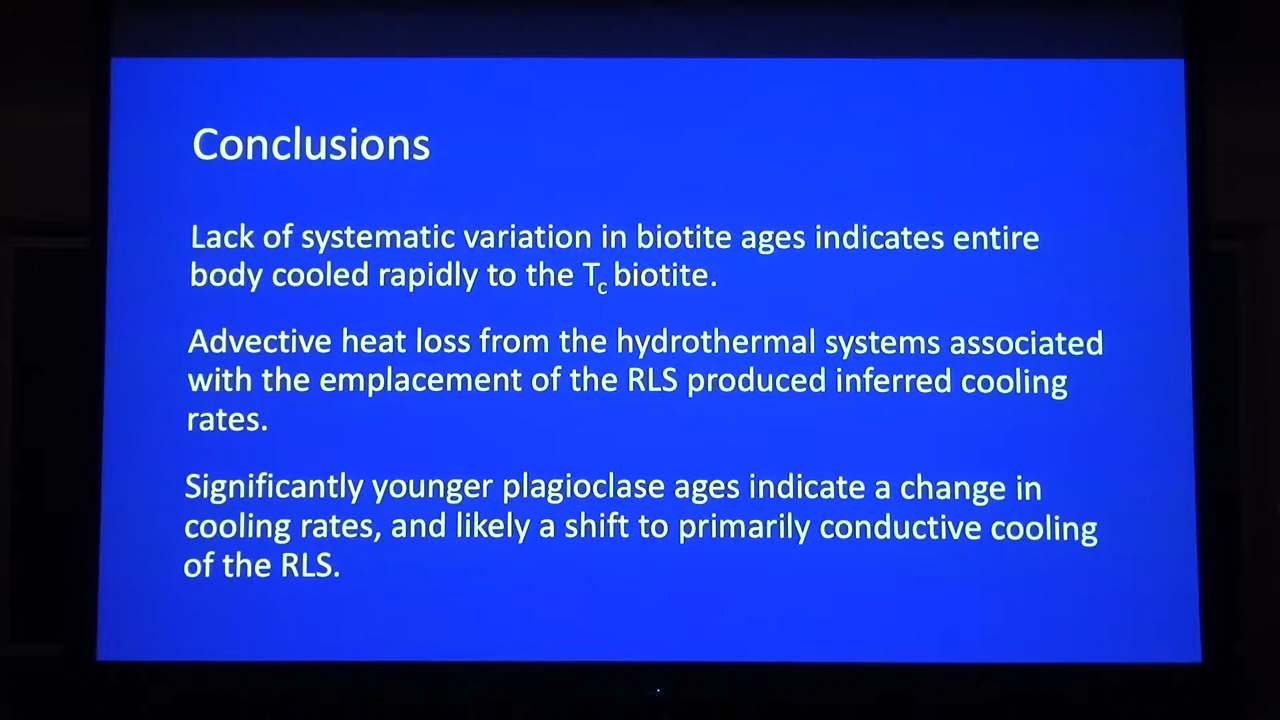 Conclusions
Lack of systematic variation in biotite ages indicates entire
body cooled rapidly to the Tc biotite.
Advective heat loss from the hydrothermal systems associated
with the emplacement of the RLS produced inferred cooling
rates.
Significantly younger plagioclase ages indicate a change in
cooling rates, and likely a shift to primarily conductive cooling
of the RLS.